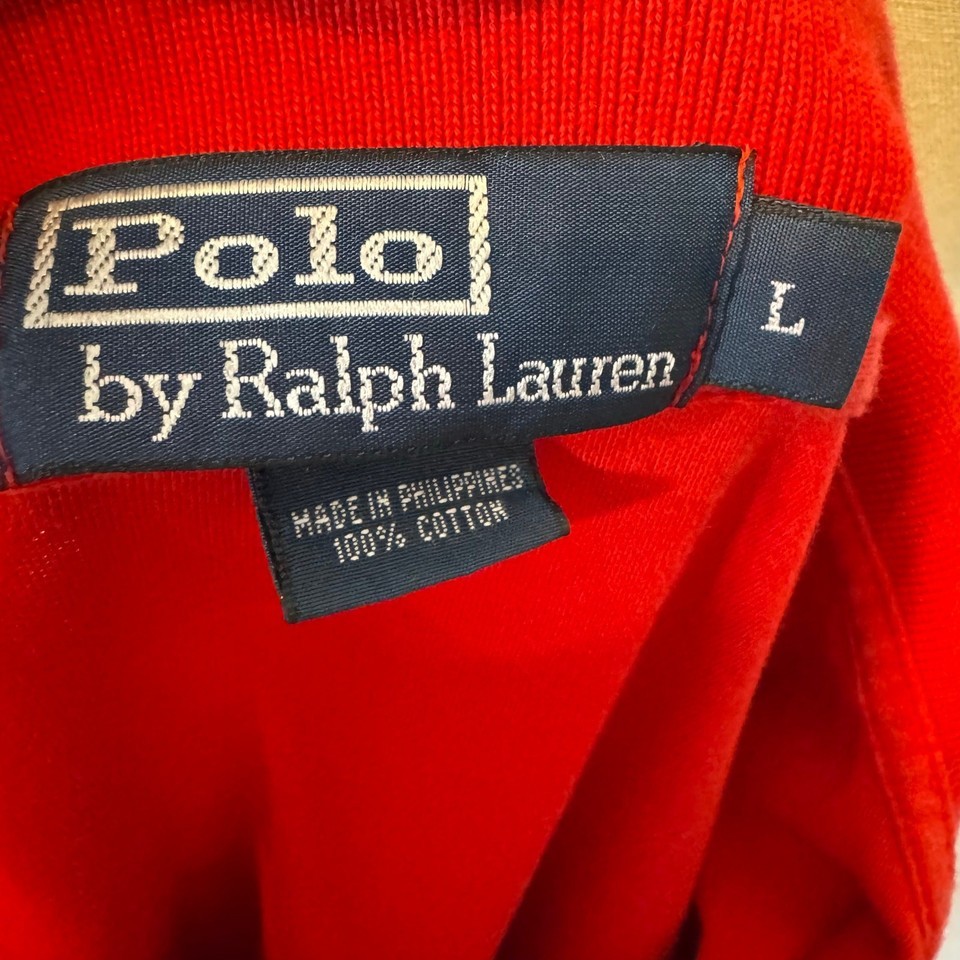 Polo
by Ralph Lauren
L
MADE IN PHILIPPINES
100% COTTON